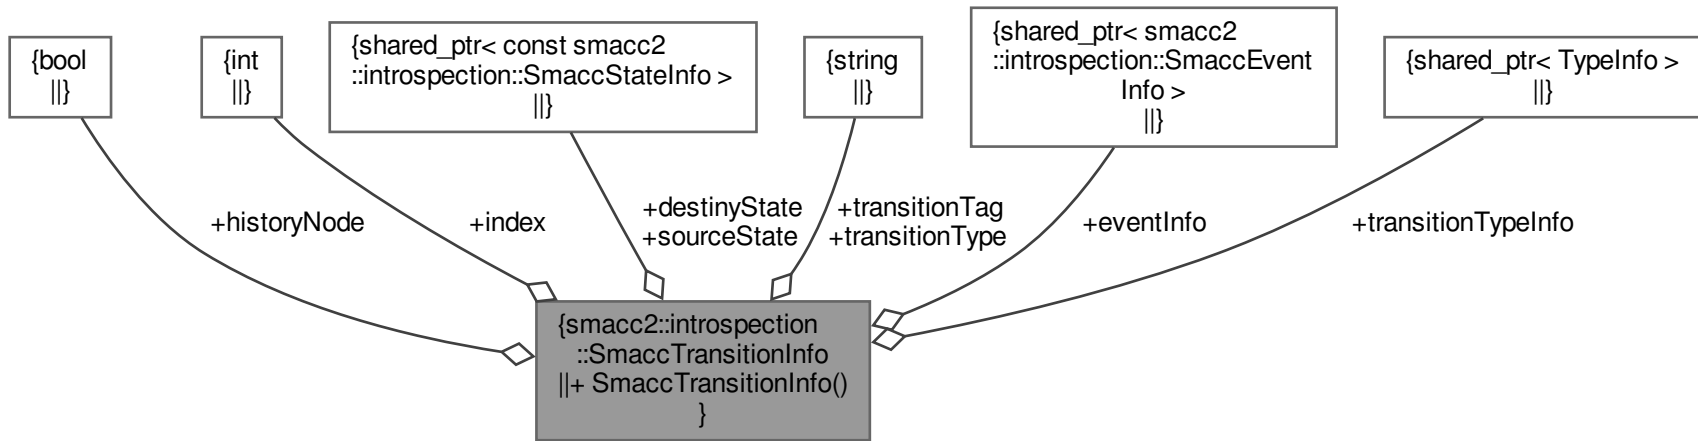 {bool
||}
{int
||}
{shared_ptr< const smacc2
::introspection::SmaccStateInfo >
||}
{string
||}
{shared_ptr< smacc2
::introspection::SmaccEvent
Info >
||}
{shared_ptr< TypeInfo >
||}
+historyNode
+index
+destinyState
+sourceState
+transitionTag
+transitionType
+eventInfo
+transitionTypeInfo
{smacc2::introspection
::SmaccTransitionInfo
||+ SmaccTransitionInfo()
}